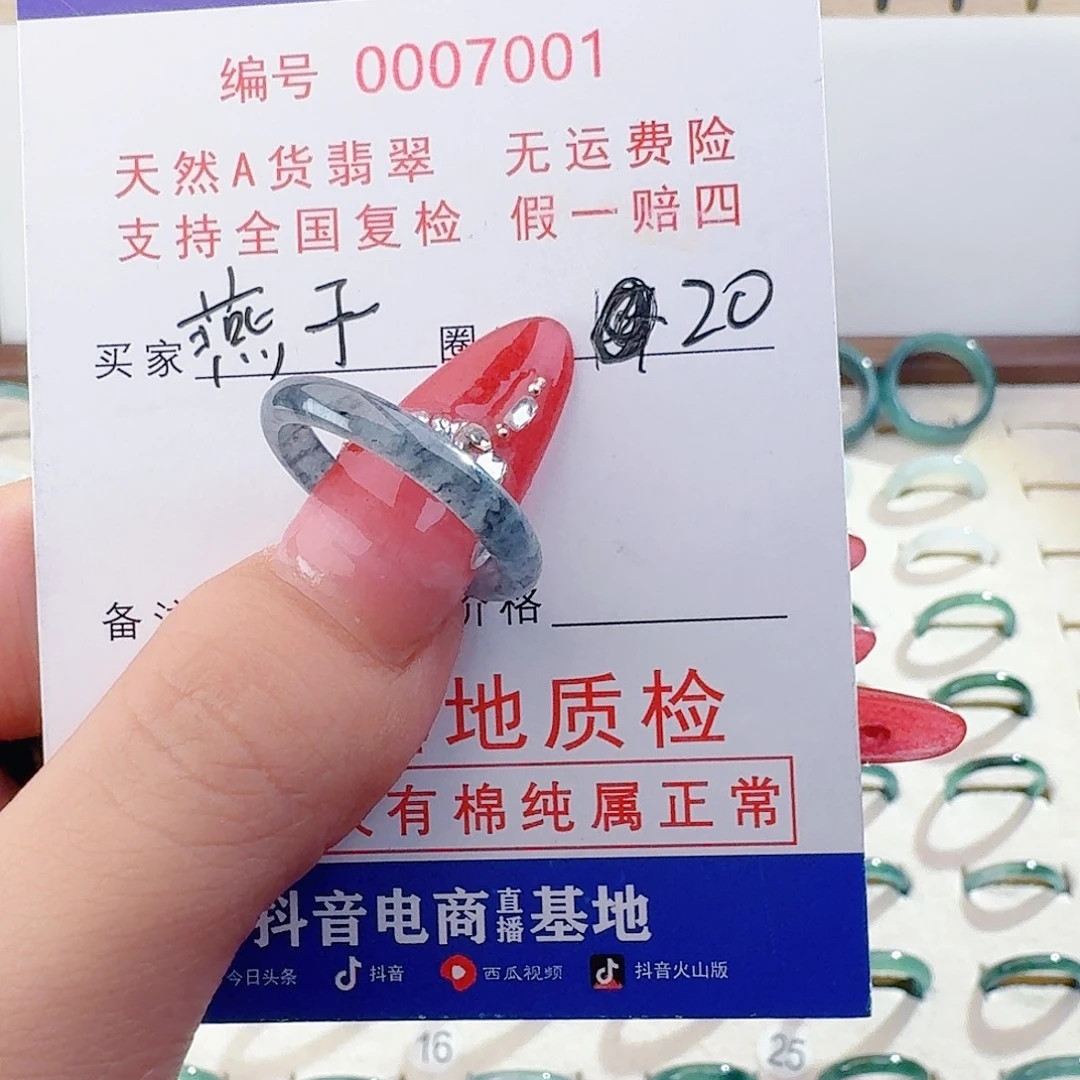 编号 0007001
天然A货翡翠 无运费险
支持全国复检 假一赔四
买家 燕子 圈 20
备注 价格
地质检
有棉纯属正常
抖音电商直播基地
今日头条 抖音 西瓜视频 抖音火山版
16 25